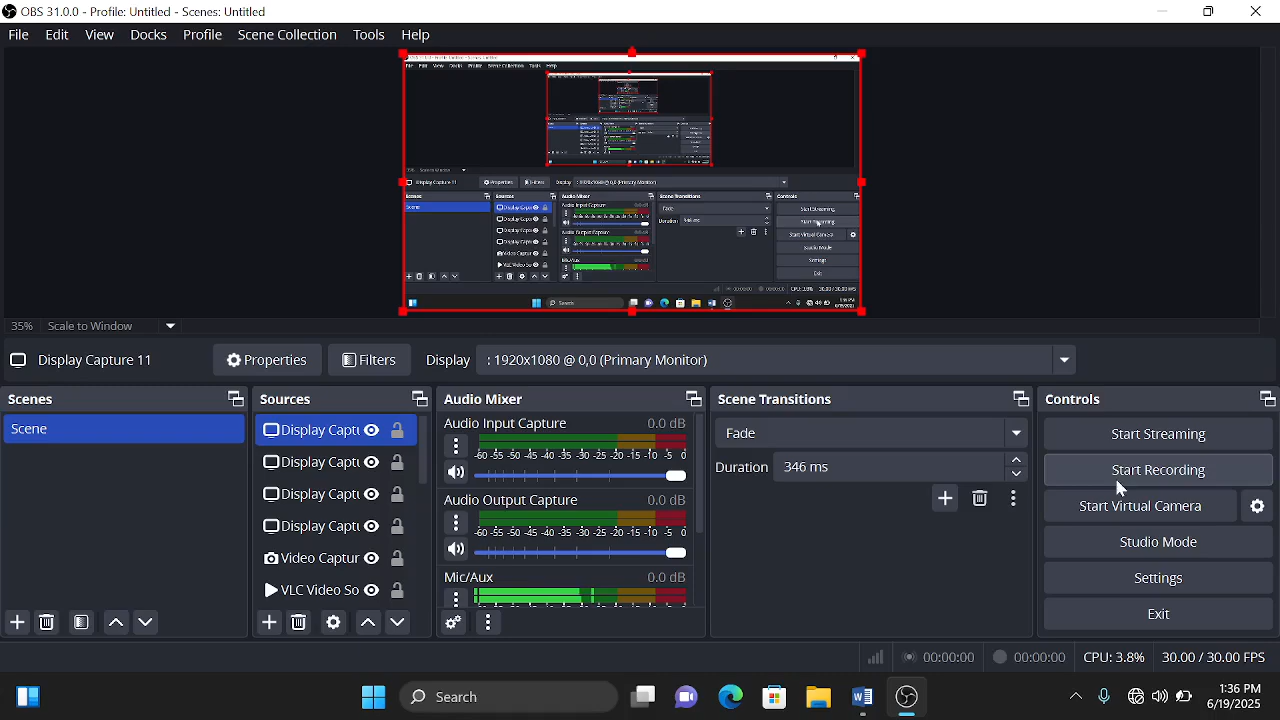 OBS 31.0.0 - Profile: Untitled - Scenes: Untitled
File Edit View Docks Profile Scene Collection Tools Help
35% Scale to Window
Display Capture 11 Properties Filters Display : 1920x1080 @ 0,0 (Primary Monitor)
Scenes
Scene
Sources
Display Captu
Display Captu
Display Captu
Display Captu
Video Captur
VLC Video So
Audio Mixer
Audio Input Capture 0.0 dB
-60 -55 -50 -45 -40 -35 -30 -25 -20 -15 -10 -5 0
Audio Output Capture 0.0 dB
-60 -55 -50 -45 -40 -35 -30 -25 -20 -15 -10 -5 0
Mic/Aux 0.0 dB
Scene Transitions
Fade
Duration 346 ms
Controls
Start Streaming
Start Recording
Start Virtual Camera
Studio Mode
Settings
Exit
00:00:00 00:00:00 CPU: 3.8% 30.00 / 30.00 FPS
Search
1:36 PM
6/19/2025